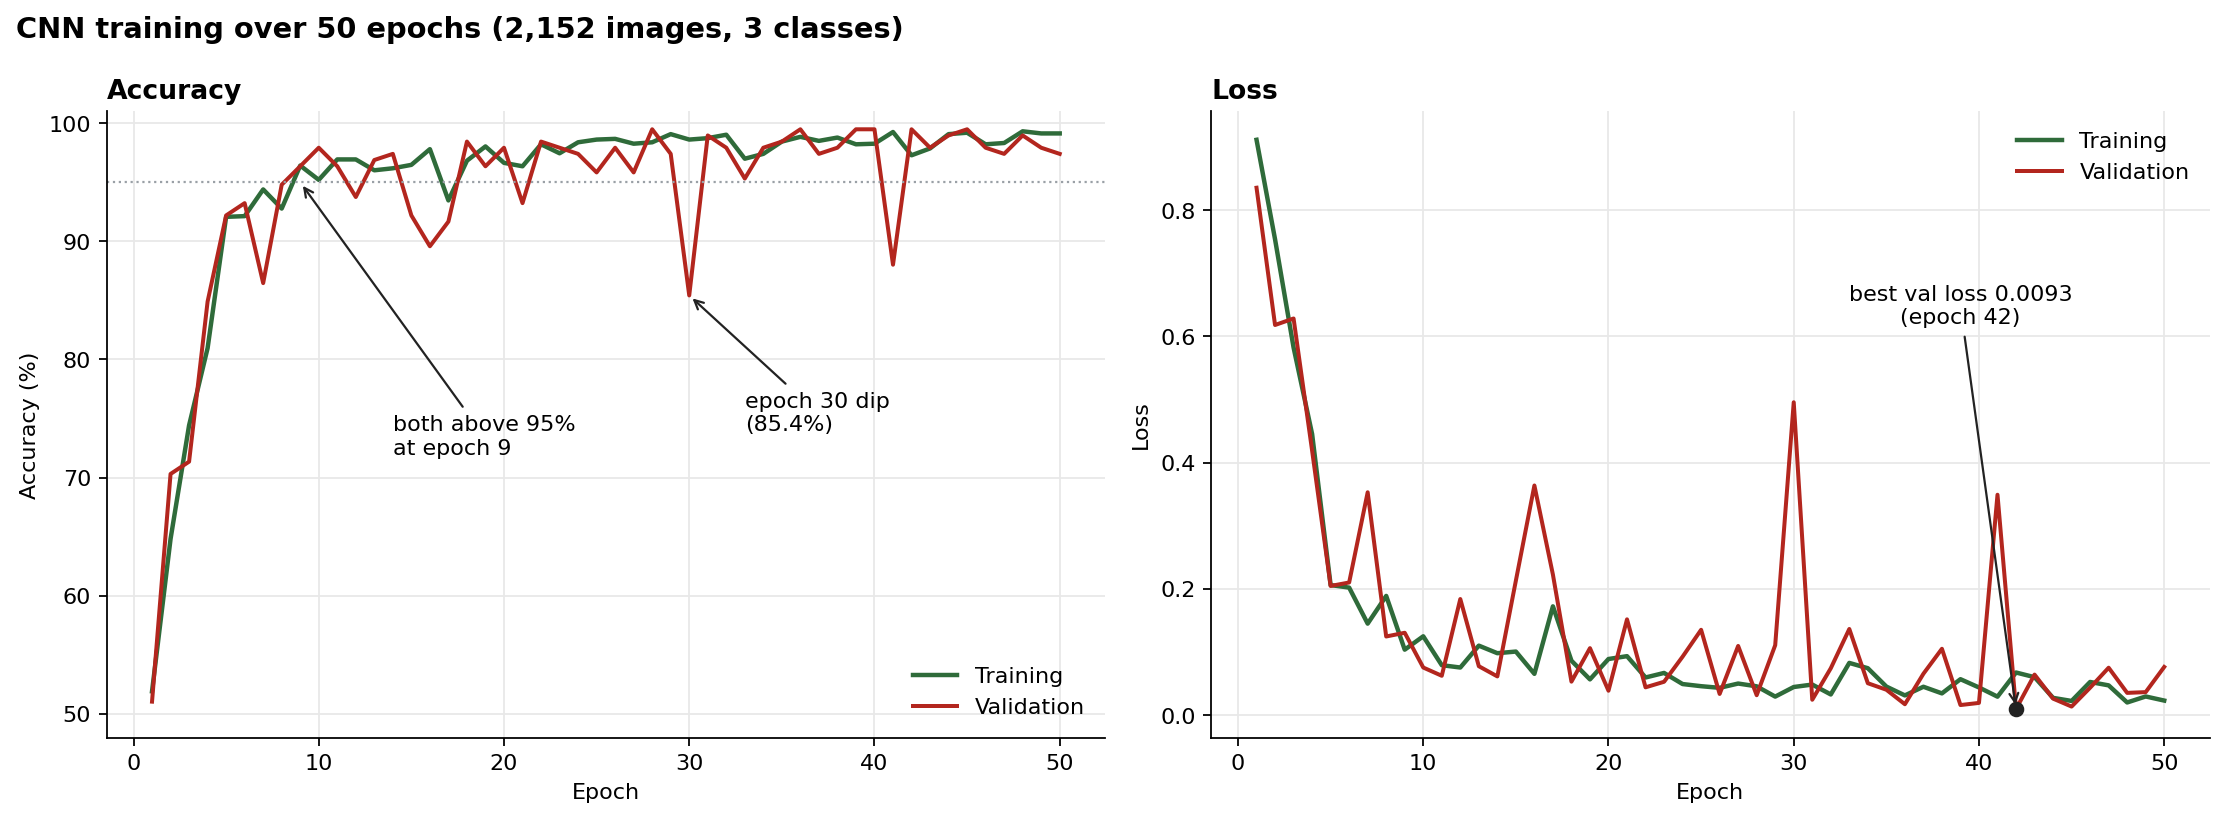 CNN training over 50 epochs (2,152 images, 3 classes)
Accuracy
Accuracy (%)
100
90
80
70
60
50
both above 95%
at epoch 9
epoch 30 dip
(85.4%)
Training
Validation
0 10 20 30 40 50
Epoch
Loss
Loss
0.8
0.6
0.4
0.2
0.0
Training
Validation
best val loss 0.0093
(epoch 42)
0 10 20 30 40 50
Epoch